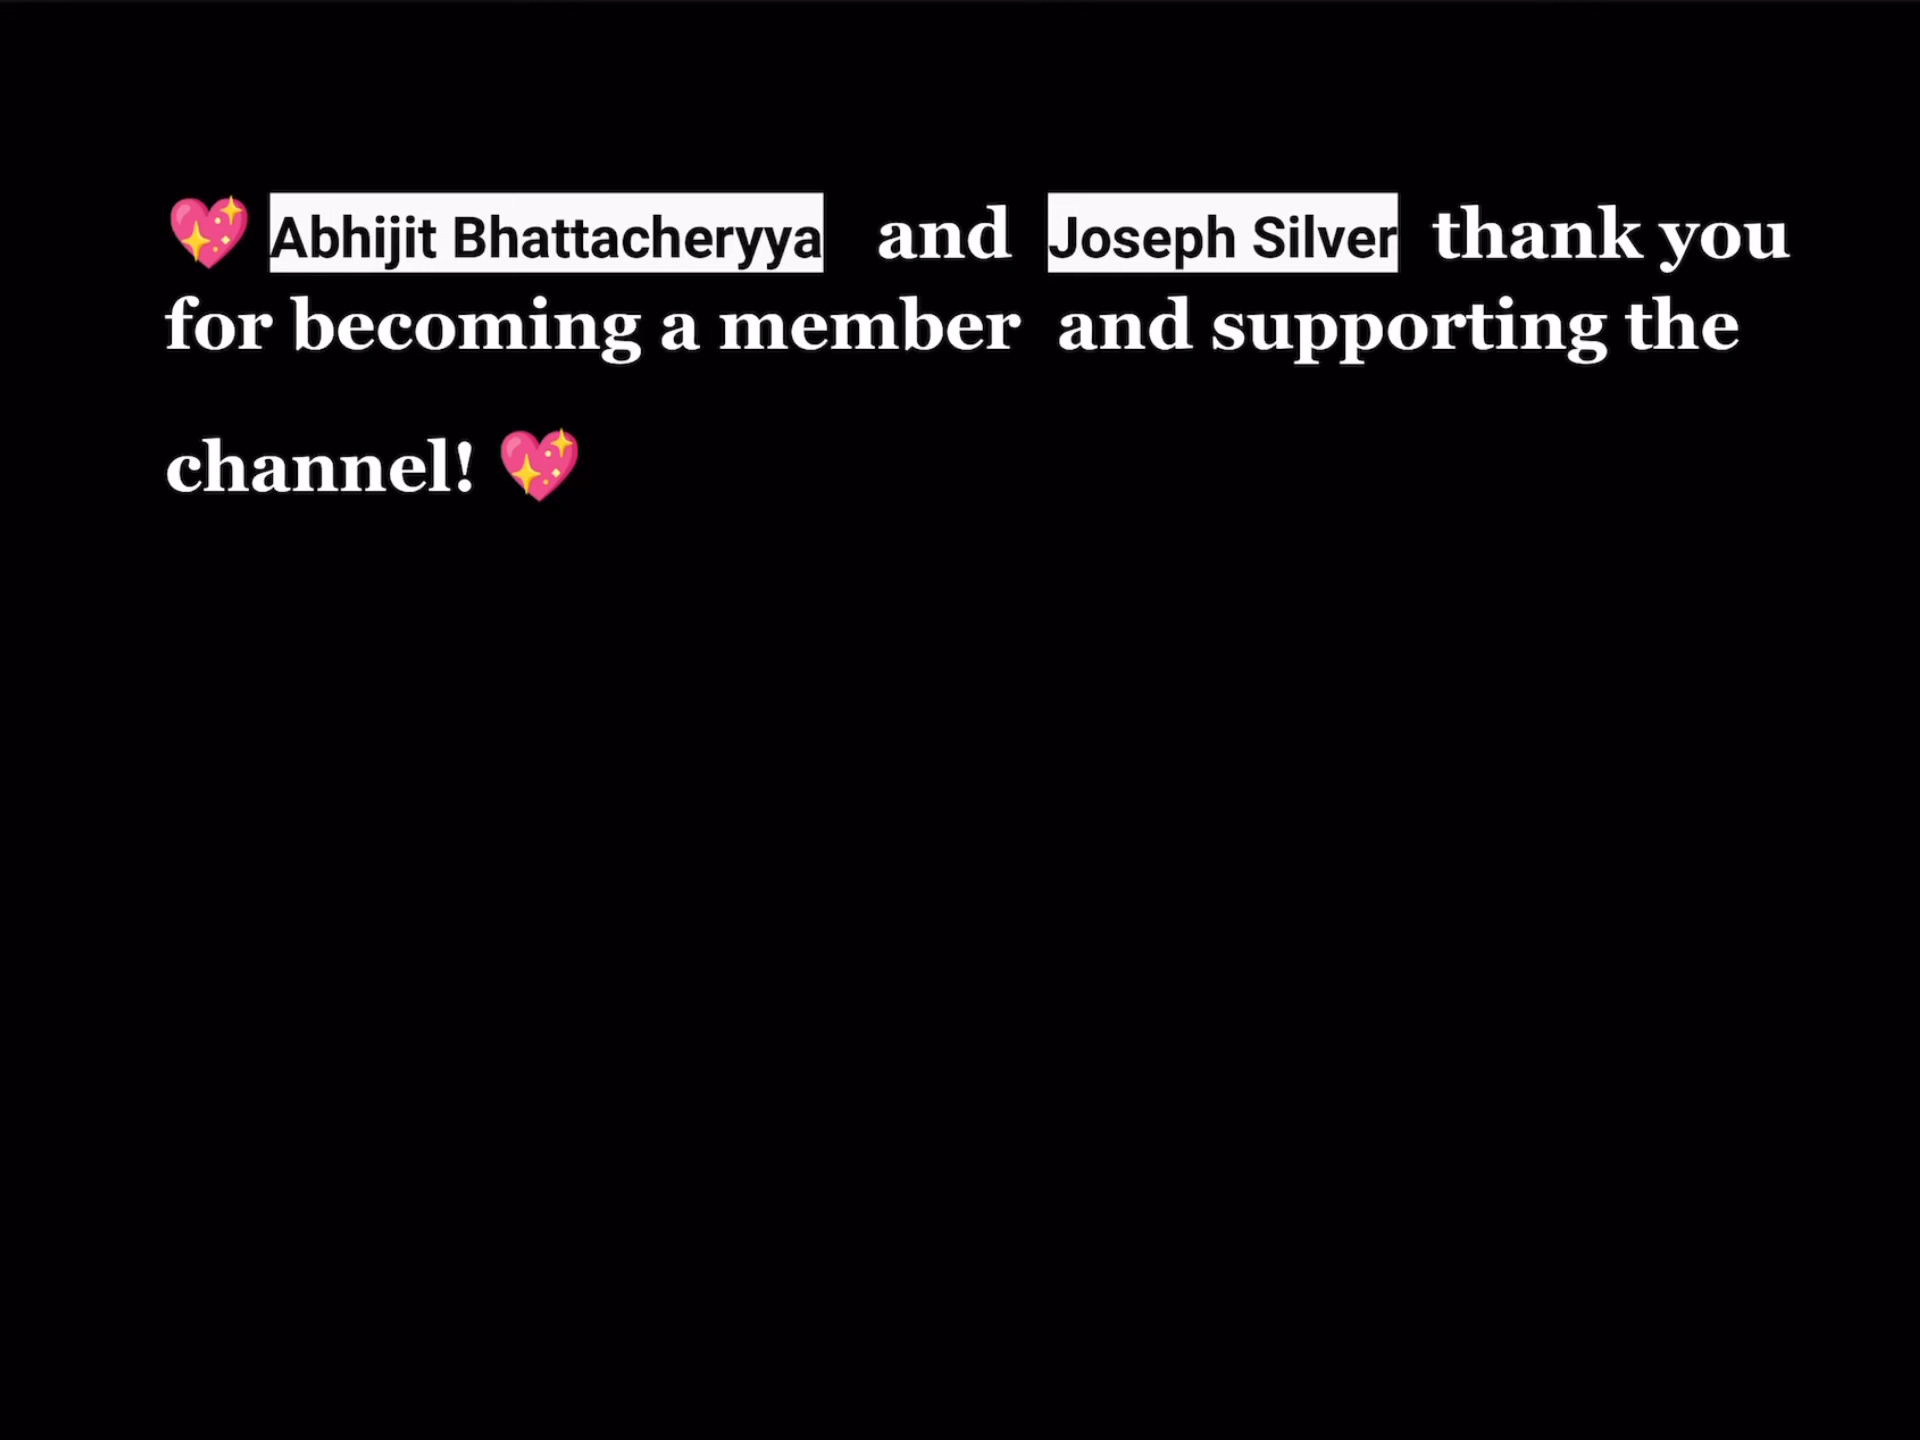 💖 Abhijit Bhattacheryya and Joseph Silver thank you
for becoming a member and supporting the
channel! 💖